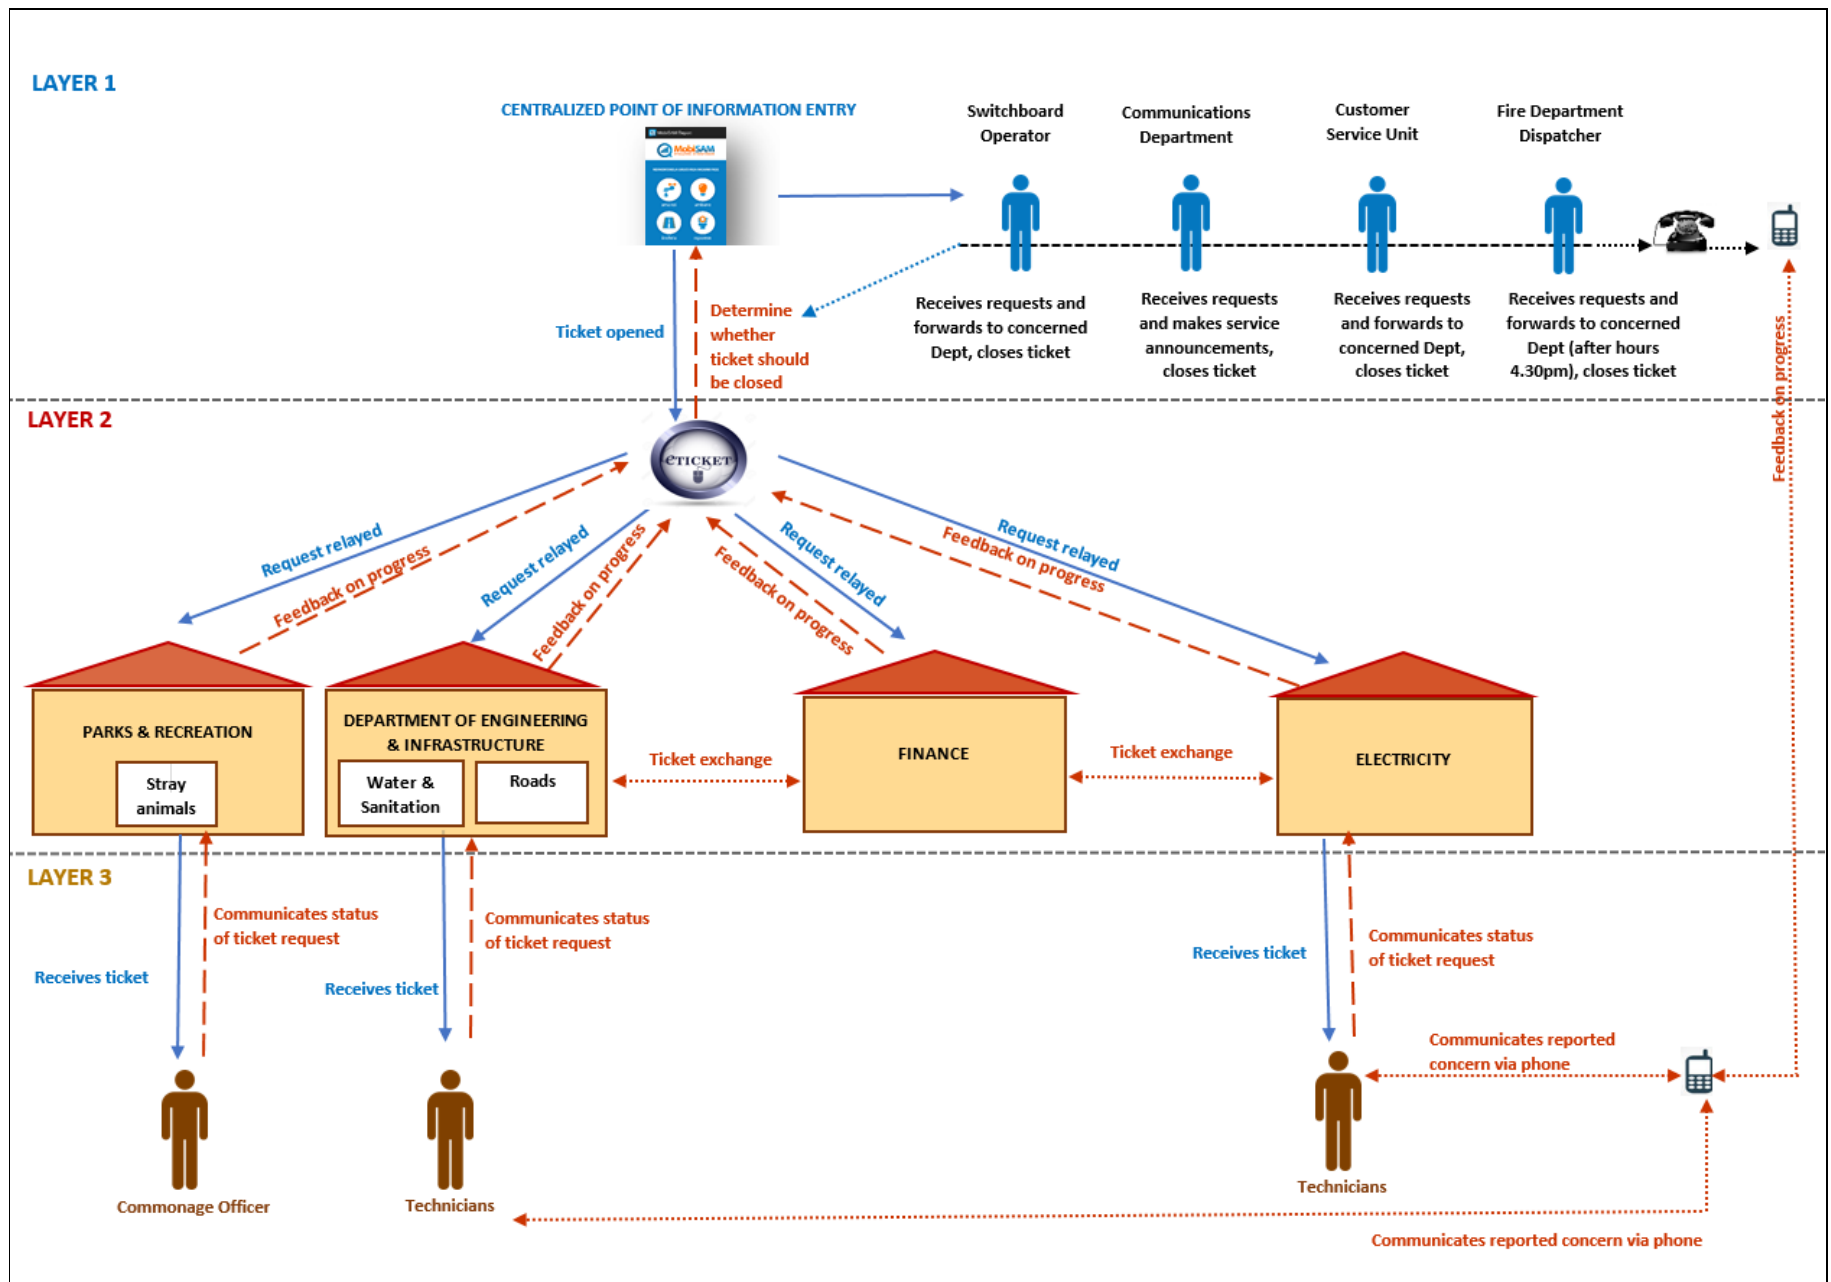 LAYER 1
CENTRALIZED POINT OF INFORMATION ENTRY
MobiSAM
Switchboard
Operator
Communications
Department
Customer
Service Unit
Fire Department
Dispatcher
Receives requests and
forwards to concerned
Dept, closes ticket
Receives requests
and makes service
announcements,
closes ticket
Receives requests
and forwards to
concerned Dept,
closes ticket
Receives requests and
forwards to concerned
Dept (after hours
4.30pm), closes ticket
Ticket opened
Determine
whether
ticket should
be closed
Feedback on progress
LAYER 2
eTICKET
Request relayed
Feedback on progress
Request relayed
Feedback on progress
Request relayed
Feedback on progress
Request relayed
Feedback on progress
PARKS & RECREATION
Stray
animals
DEPARTMENT OF ENGINEERING
& INFRASTRUCTURE
Water &
Sanitation
Roads
Ticket exchange
FINANCE
Ticket exchange
ELECTRICITY
LAYER 3
Receives ticket
Communicates status
of ticket request
Receives ticket
Communicates status
of ticket request
Receives ticket
Communicates status
of ticket request
Communicates reported
concern via phone
Commonage Officer
Technicians
Technicians
Communicates reported concern via phone